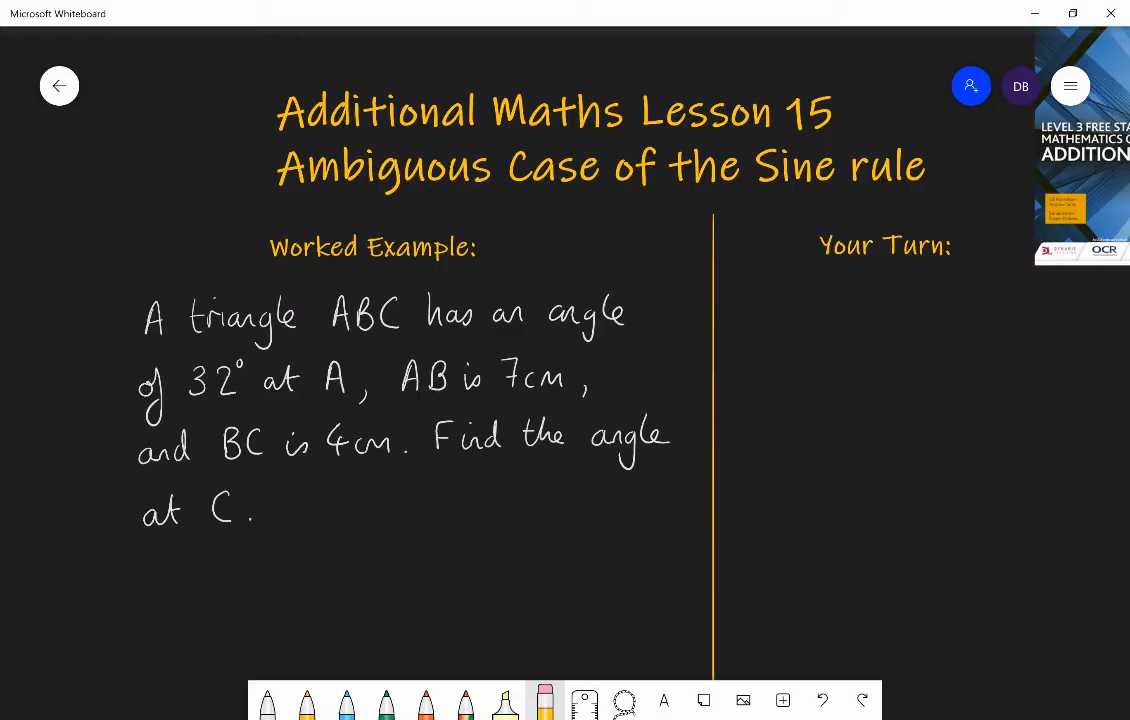 Microsoft Whiteboard
DB
Additional Maths Lesson 15
Ambiguous Case of the Sine rule
LEVEL 3 FREE STA
MATHEMATICS Q
ADDITION
Worked Example:
Your Turn:
OCR
A triangle ABC has an angle
of 32° at A, AB is 7cm,
and BC is 4cm. Find the angle
at C.
A